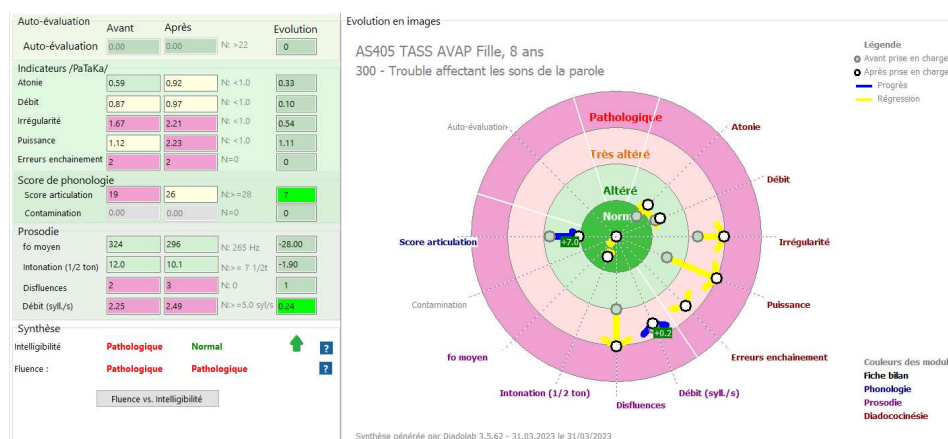 Auto-évaluation
Avant Après Evolution
Auto-évaluation 0.00 0.00 N: >22 0
Indicateurs /PaTaKa/
Atonie 0.59 0.92 N: <1.0 0.33
Débit 0.87 0.97 N: <1.0 0.10
Irrégularité 1.67 2.21 N: <1.0 0.54
Puissance 1.12 2.23 N: <1.0 1.11
Erreurs enchainement 2 2 N=0 0
Score de phonologie
Score articulation 19 26 N:>=28 7
Contamination 0.00 0.00 N=0 0
Prosodie
fo moyen 324 296 N: 265 Hz -28.00
Intonation (1/2 ton) 12.0 10.1 N:>= 7 1/2t -1.90
Disfluences 2 3 N: 0 1
Débit (syll./s) 2.25 2.49 N:>=5.0 syl/s 0.24
Synthèse
Intelligibilité Pathologique Normal ?
Fluence : Pathologique Pathologique ?
Fluence vs. Intelligibilité
Evolution en images
AS405 TASS AVAP Fille, 8 ans
300 - Trouble affectant les sons de la parole
Légende
Avant prise en charge
Après prise en charge
Progrès
Régression
Pathologique
Très altéré
Altéré
Norm
Auto-évaluation
Atonie
Débit
Irrégularité
Puissance
Erreurs enchainement
Débit (syll./s)
Disfluences
Intonation (1/2 ton)
fo moyen
Contamination
Score articulation
+7.0
+0.2
Couleurs des modul
Fiche bilan
Phonologie
Prosodie
Diadococinésie
Synthèse générée par Diadolab 3.5.62 - 31.03.2023 le 31/03/2023